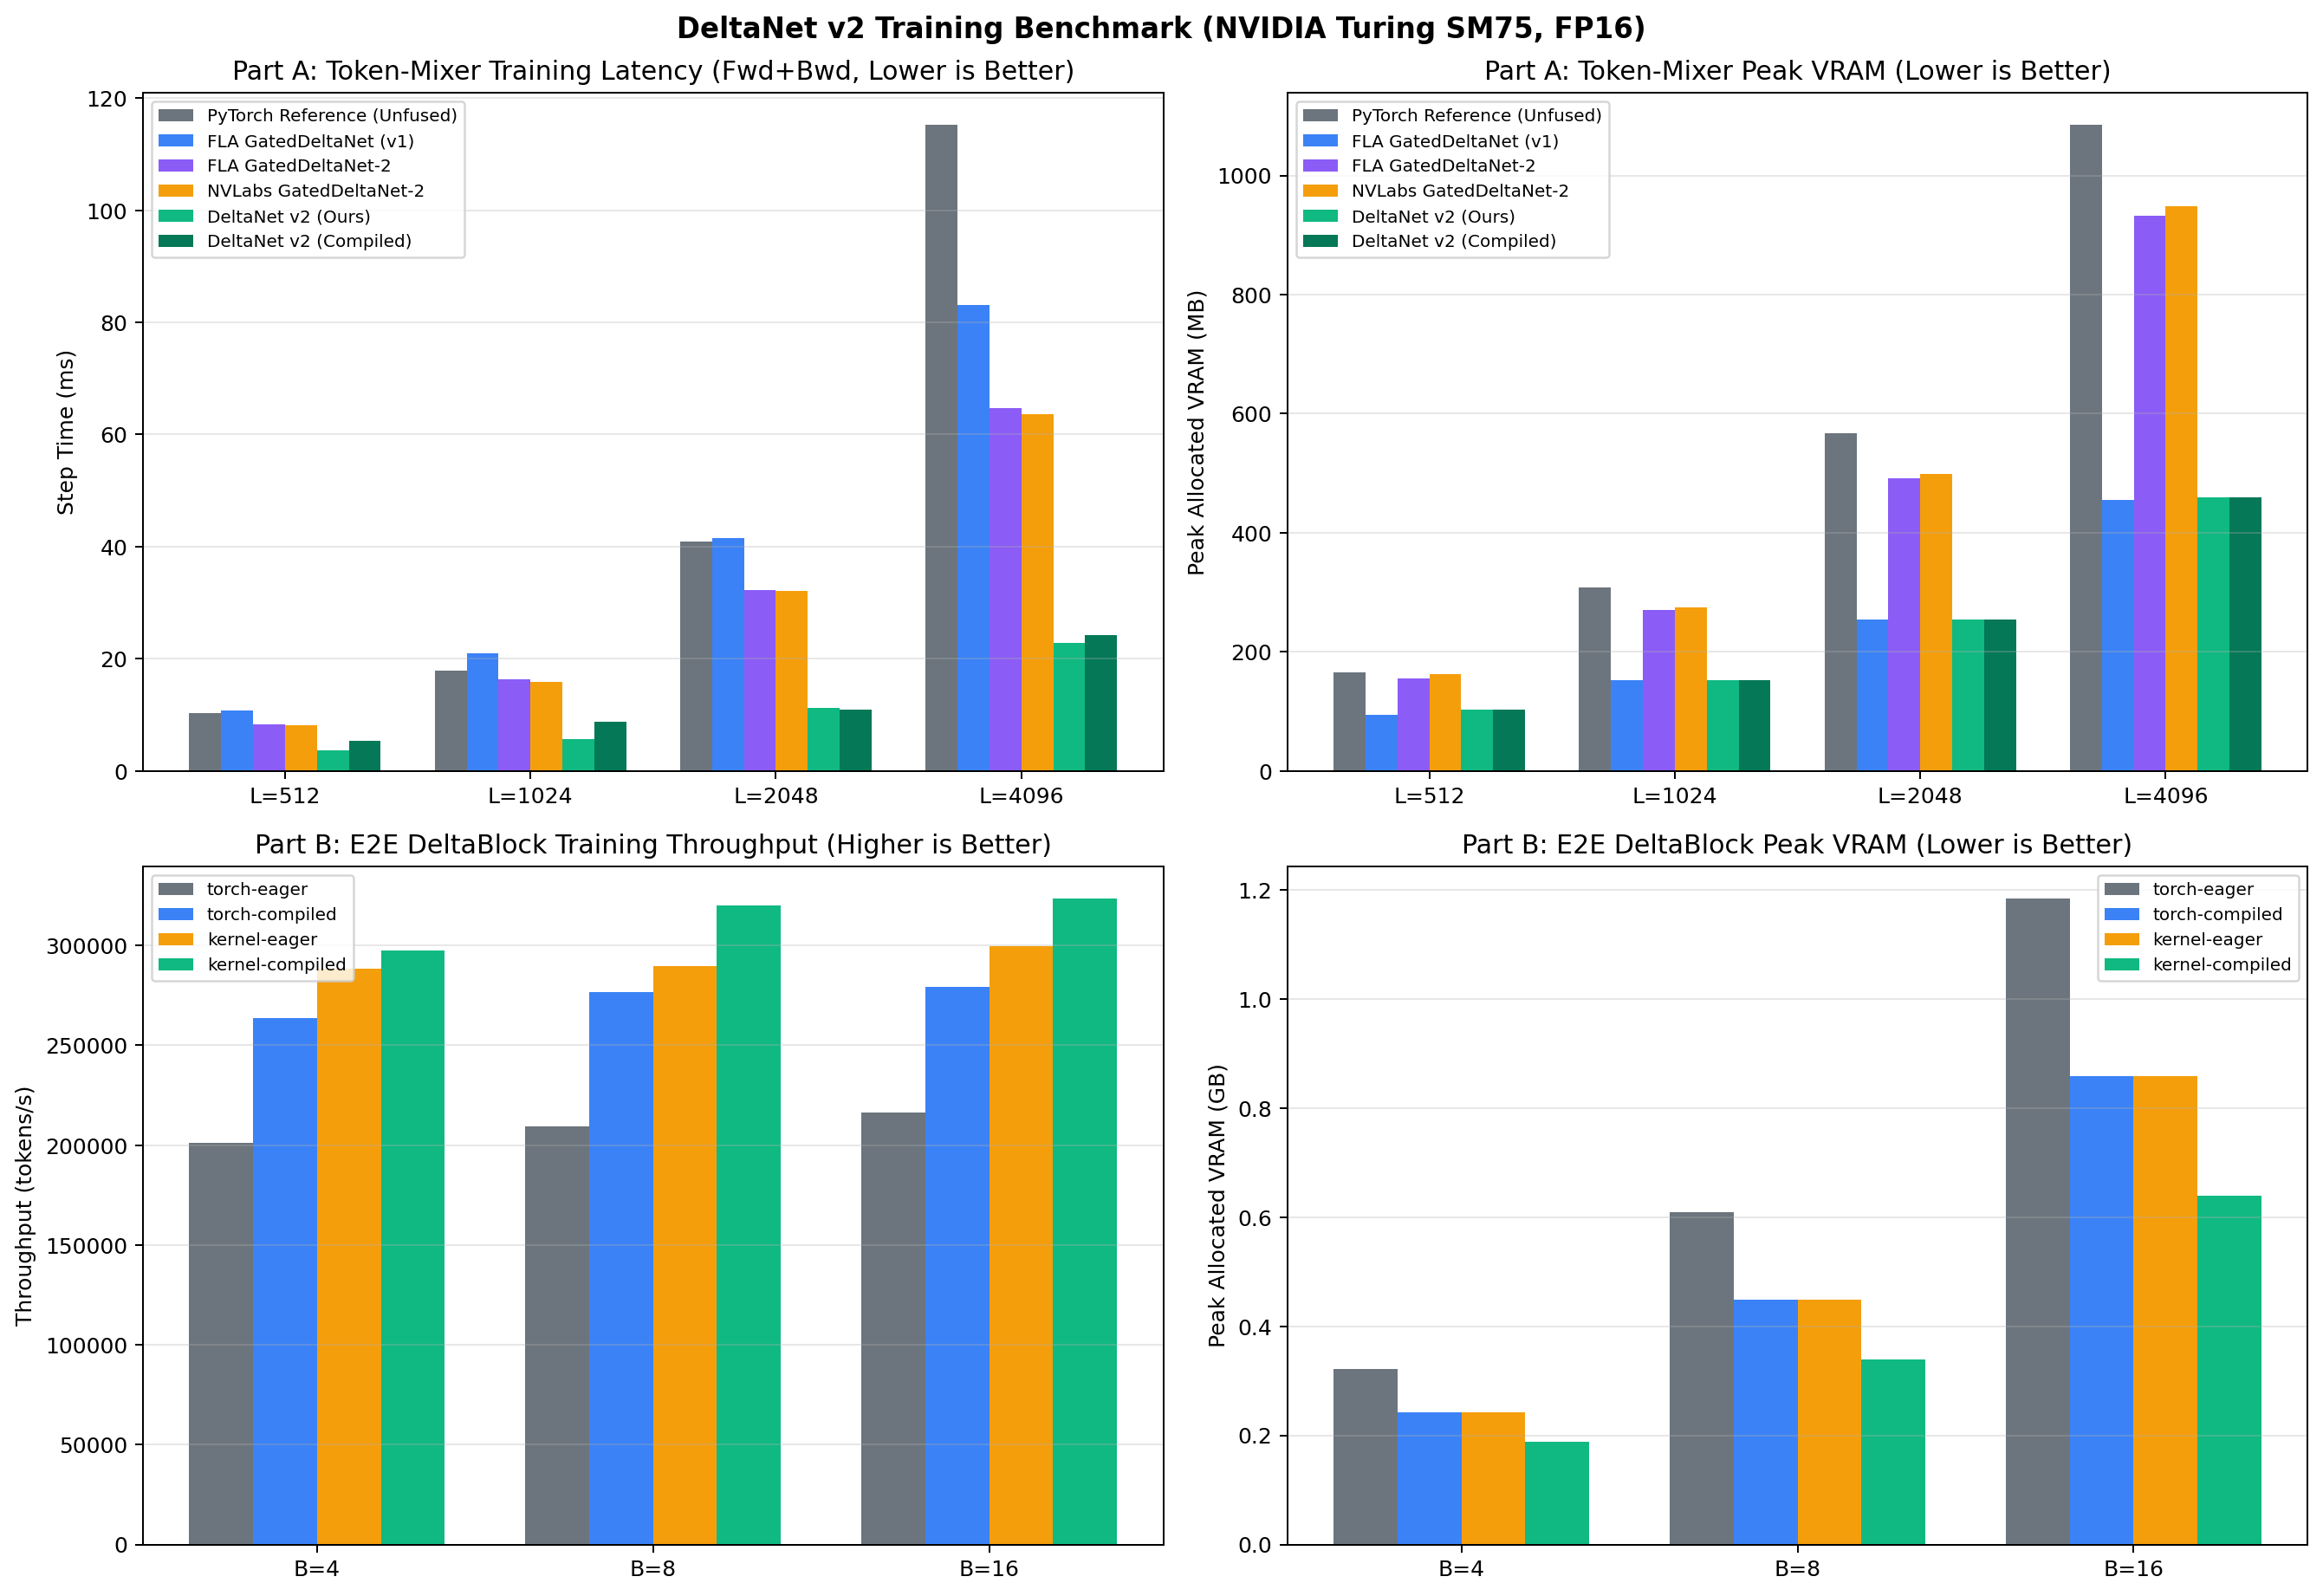 DeltaNet v2 Training Benchmark (NVIDIA Turing SM75, FP16)
Part A: Token-Mixer Training Latency (Fwd+Bwd, Lower is Better)
Step Time (ms)
120
100
80
60
40
20
0
PyTorch Reference (Unfused)
FLA GatedDeltaNet (v1)
FLA GatedDeltaNet-2
NVLabs GatedDeltaNet-2
DeltaNet v2 (Ours)
DeltaNet v2 (Compiled)
L=512
L=1024
L=2048
L=4096
Part A: Token-Mixer Peak VRAM (Lower is Better)
Peak Allocated VRAM (MB)
1000
800
600
400
200
0
PyTorch Reference (Unfused)
FLA GatedDeltaNet (v1)
FLA GatedDeltaNet-2
NVLabs GatedDeltaNet-2
DeltaNet v2 (Ours)
DeltaNet v2 (Compiled)
L=512
L=1024
L=2048
L=4096
Part B: E2E DeltaBlock Training Throughput (Higher is Better)
Throughput (tokens/s)
300000
250000
200000
150000
100000
50000
0
torch-eager
torch-compiled
kernel-eager
kernel-compiled
B=4
B=8
B=16
Part B: E2E DeltaBlock Peak VRAM (Lower is Better)
Peak Allocated VRAM (GB)
1.2
1.0
0.8
0.6
0.4
0.2
0.0
torch-eager
torch-compiled
kernel-eager
kernel-compiled
B=4
B=8
B=16